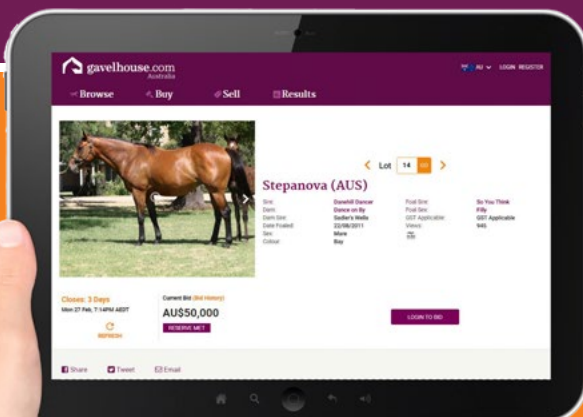 gavelhouse.com
Australia
AU LOGIN REGISTER
Browse Buy Sell Results
Lot 14 GO
Stepanova (AUS)
Sire: Danehill Dancer Foal Sire: So You Think
Dam: Dance on By Foal Sex: Filly
Dam Sire: Sadler's Wells GST Applicable: GST Applicable
Date Foaled: 22/08/2011 Views: 945
Sex: Mare
Colour: Bay
Closes: 3 Days
Mon 27 Feb, 7:14PM AEDT
REFRESH
Current Bid (Bid History)
AU$50,000
RESERVE MET
LOGIN TO BID
Share Tweet Email